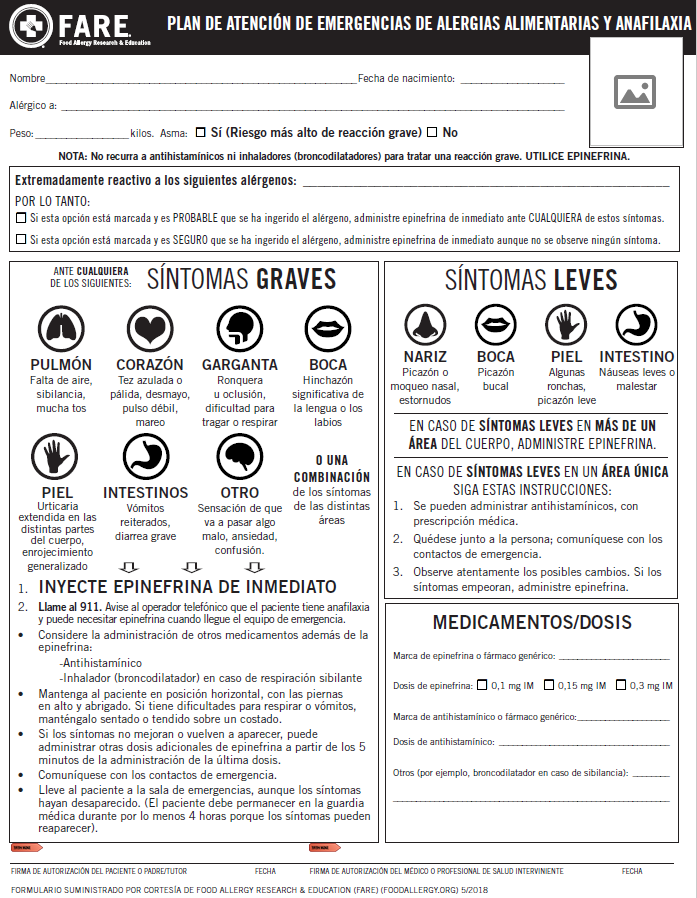 FARE®
Food Allergy Research & Education
PLAN DE ATENCIÓN DE EMERGENCIAS DE ALERGIAS ALIMENTARIAS Y ANAFILAXIA
Nombre Fecha de nacimiento:
Alérgico a:
Peso: kilos. Asma: Sí (Riesgo más alto de reacción grave) No
NOTA: No recurra a antihistamínicos ni inhaladores (broncodilatadores) para tratar una reacción grave. UTILICE EPINEFRINA.
Extremadamente reactivo a los siguientes alérgenos:
POR LO TANTO:
Si esta opción está marcada y es PROBABLE que se ha ingerido el alérgeno, administre epinefrina de inmediato ante CUALQUIERA de estos síntomas.
Si esta opción está marcada y es SEGURO que se ha ingerido el alérgeno, administre epinefrina de inmediato aunque no se observe ningún síntoma.
ANTE CUALQUIERA
DE LOS SIGUIENTES:
SÍNTOMAS GRAVES
PULMÓN
Falta de aire,
sibilancia,
mucha tos
CORAZÓN
Tez azulada o
pálida, desmayo,
pulso débil,
mareo
GARGANTA
Ronquera
u oclusión,
dificultad para
tragar o respirar
BOCA
Hinchazón
significativa de
la lengua o los
labios
PIEL
Urticaria
extendida en las
distintas partes
del cuerpo,
enrojecimiento
generalizado
INTESTINOS
Vómitos
reiterados,
diarrea grave
OTRO
Sensación de que
va a pasar algo
malo, ansiedad,
confusión.
O UNA
COMBINACIÓN
de los síntomas
de las distintas
áreas
1. INYECTE EPINEFRINA DE INMEDIATO
2. Llame al 911. Avise al operador telefónico que el paciente tiene anafilaxia
y puede necesitar epinefrina cuando llegue el equipo de emergencia.
• Considere la administración de otros medicamentos además de la
epinefrina:
-Antihistamínico
-Inhalador (broncodilatador) en caso de respiración sibilante
• Mantenga al paciente en posición horizontal, con las piernas
en alto y abrigado. Si tiene dificultades para respirar o vómitos,
manténgalo sentado o tendido sobre un costado.
• Si los síntomas no mejoran o vuelven a aparecer, puede
administrar otras dosis adicionales de epinefrina a partir de los 5
minutos de la administración de la última dosis.
• Comuníquese con los contactos de emergencia.
• Lleve al paciente a la sala de emergencias, aunque los síntomas
hayan desaparecido. (El paciente debe permanecer en la guardia
médica durante por lo menos 4 horas porque los síntomas pueden
reaparecer).
SÍNTOMAS LEVES
NARIZ
Picazón o
moqueo nasal,
estornudos
BOCA
Picazón
bucal
PIEL
Algunas
ronchas,
picazón leve
INTESTINO
Náuseas leves o
malestar
EN CASO DE SÍNTOMAS LEVES EN MÁS DE UN
ÁREA DEL CUERPO, ADMINISTRE EPINEFRINA.
EN CASO DE SÍNTOMAS LEVES EN UN ÁREA ÚNICA
SIGA ESTAS INSTRUCCIONES:
1. Se pueden administrar antihistamínicos, con
prescripción médica.
2. Quédese junto a la persona; comuníquese con los
contactos de emergencia.
3. Observe atentamente los posibles cambios. Si los
síntomas empeoran, administre epinefrina.
MEDICAMENTOS/DOSIS
Marca de epinefrina o fármaco genérico:
Dosis de epinefrina: 0,1 mg IM 0,15 mg IM 0,3 mg IM
Marca de antihistamínico o fármaco genérico:
Dosis de antihistamínico:
Otros (por ejemplo, broncodilatador en caso de sibilancia):
FIRMA DE AUTORIZACIÓN DEL PACIENTE O PADRE/TUTOR FECHA FIRMA DE AUTORIZACIÓN DEL MÉDICO O PROFESIONAL DE SALUD INTERVINIENTE FECHA
FORMULARIO SUMINISTRADO POR CORTESÍA DE FOOD ALLERGY RESEARCH & EDUCATION (FARE) (FOODALLERGY.ORG) 5/2018